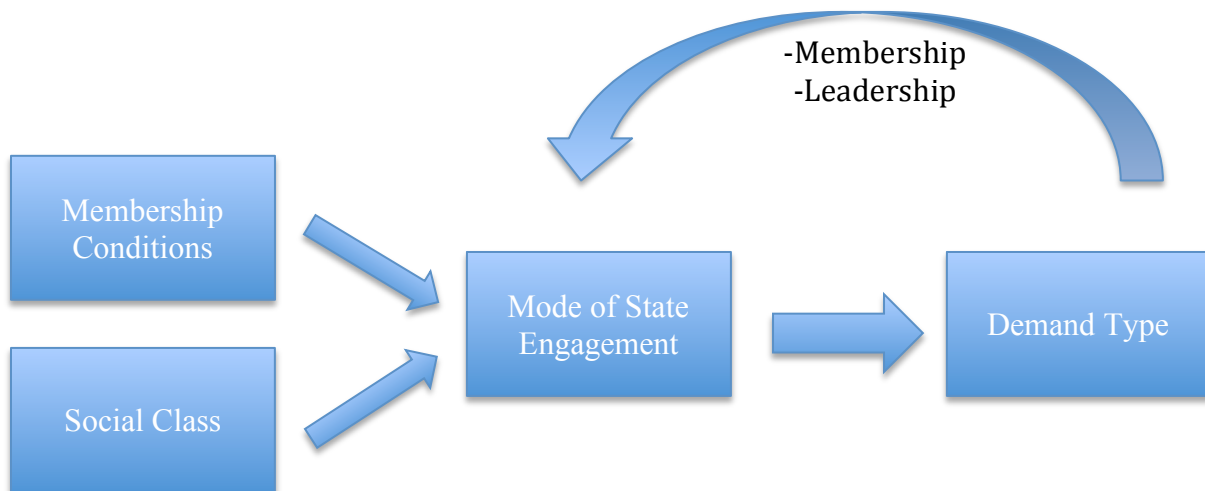 -Membership
-Leadership
Membership
Conditions
Mode of State
Engagement
Demand Type
Social Class